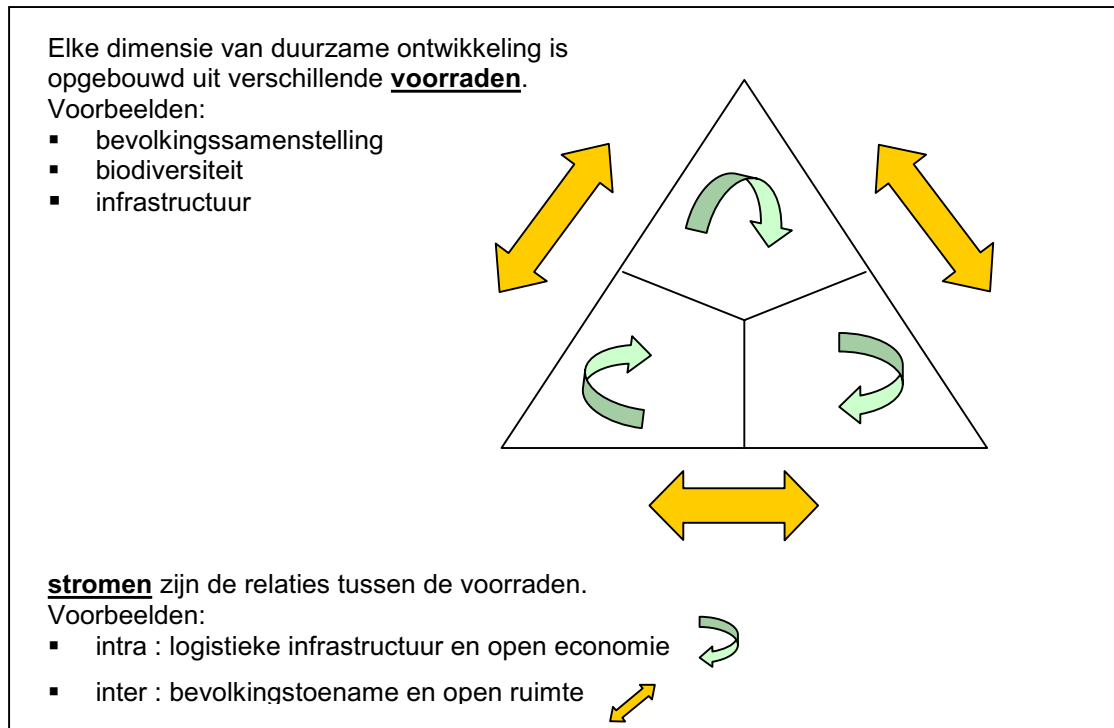 Elke dimensie van duurzame ontwikkeling is
opgebouwd uit verschillende voorraden.
Voorbeelden:
▪ bevolkingssamenstelling
▪ biodiversiteit
▪ infrastructuur
stromen zijn de relaties tussen de voorraden.
Voorbeelden:
▪ intra : logistieke infrastructuur en open economie
▪ inter : bevolkingstoename en open ruimte